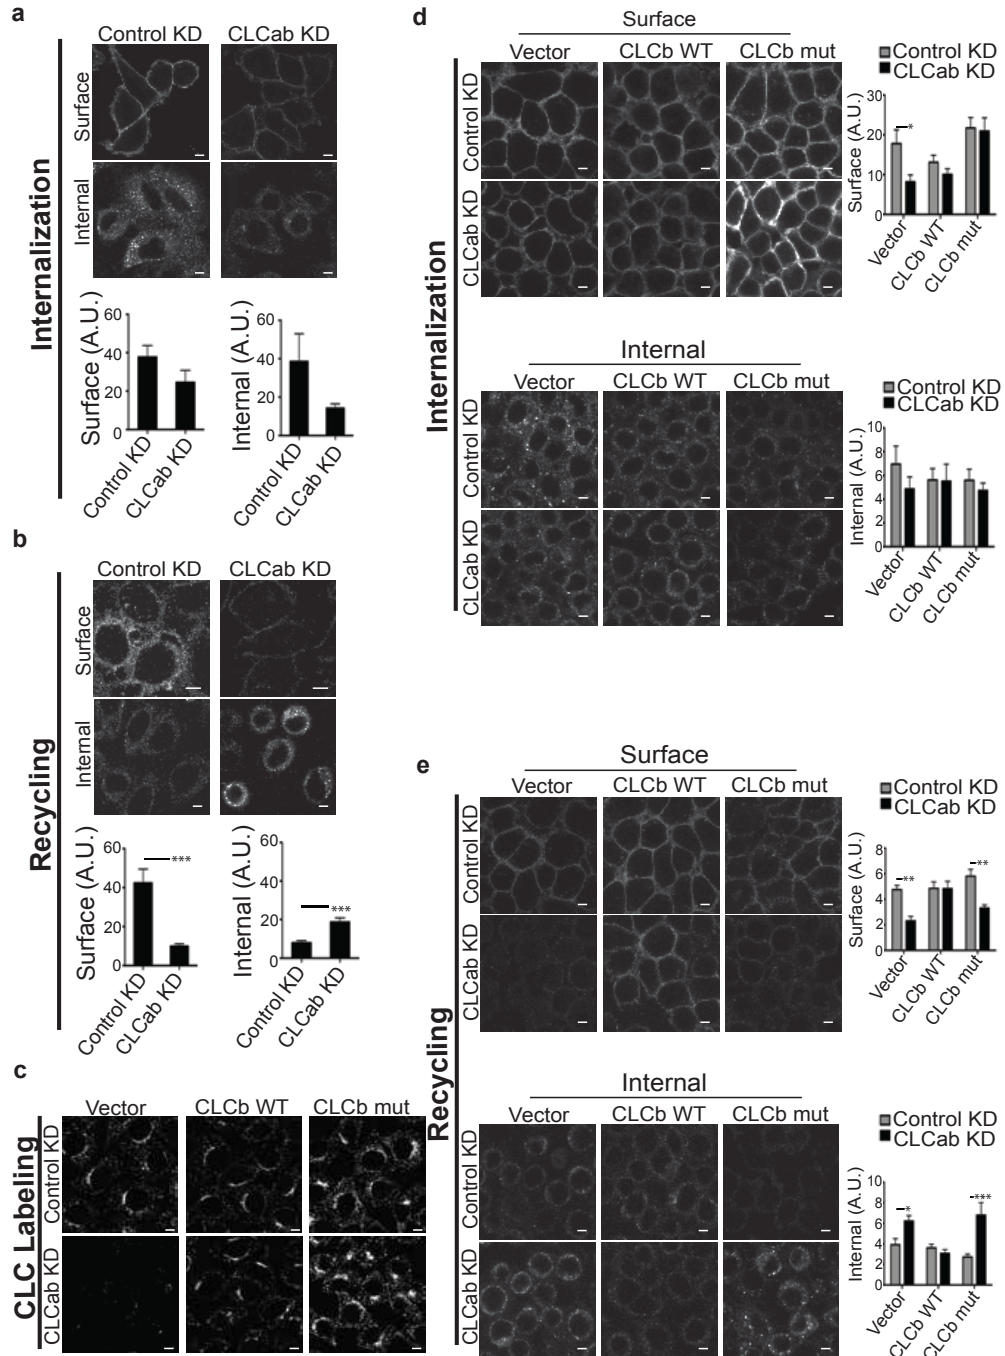 a
Control KD CLCab KD
Internalization
Surface
Internal
Surface (A.U.)
60
40
20
0
Control KD
CLCab KD
Internal (A.U.)
60
40
20
0
Control KD
CLCab KD
b
Control KD CLCab KD
Recycling
Surface
Internal
Surface (A.U.)
60
40
20
0
***
Control KD
CLCab KD
Internal (A.U.)
60
40
20
0
***
Control KD
CLCab KD
c
Vector CLCb WT CLCb mut
CLC Labeling
Control KD
CLCab KD
d
Surface
Vector CLCb WT CLCb mut
Internalization
Control KD
CLCab KD
Control KD
CLCab KD
Surface (A.U.)
30
20
10
0
*
Vector
CLCb WT
CLCb mut
Internal
Vector CLCb WT CLCb mut
Control KD
CLCab KD
Control KD
CLCab KD
Internal (A.U.)
10
8
6
4
2
0
Vector
CLCb WT
CLCb mut
e
Surface
Vector CLCb WT CLCb mut
Recycling
Control KD
CLCab KD
Control KD
CLCab KD
Surface (A.U.)
8
6
4
2
0
**
**
Vector
CLCb WT
CLCb mut
Internal
Vector CLCb WT CLCb mut
Control KD
CLCab KD
Control KD
CLCab KD
Internal (A.U.)
10
8
6
4
2
0
*
***
Vector
CLCb WT
CLCb mut